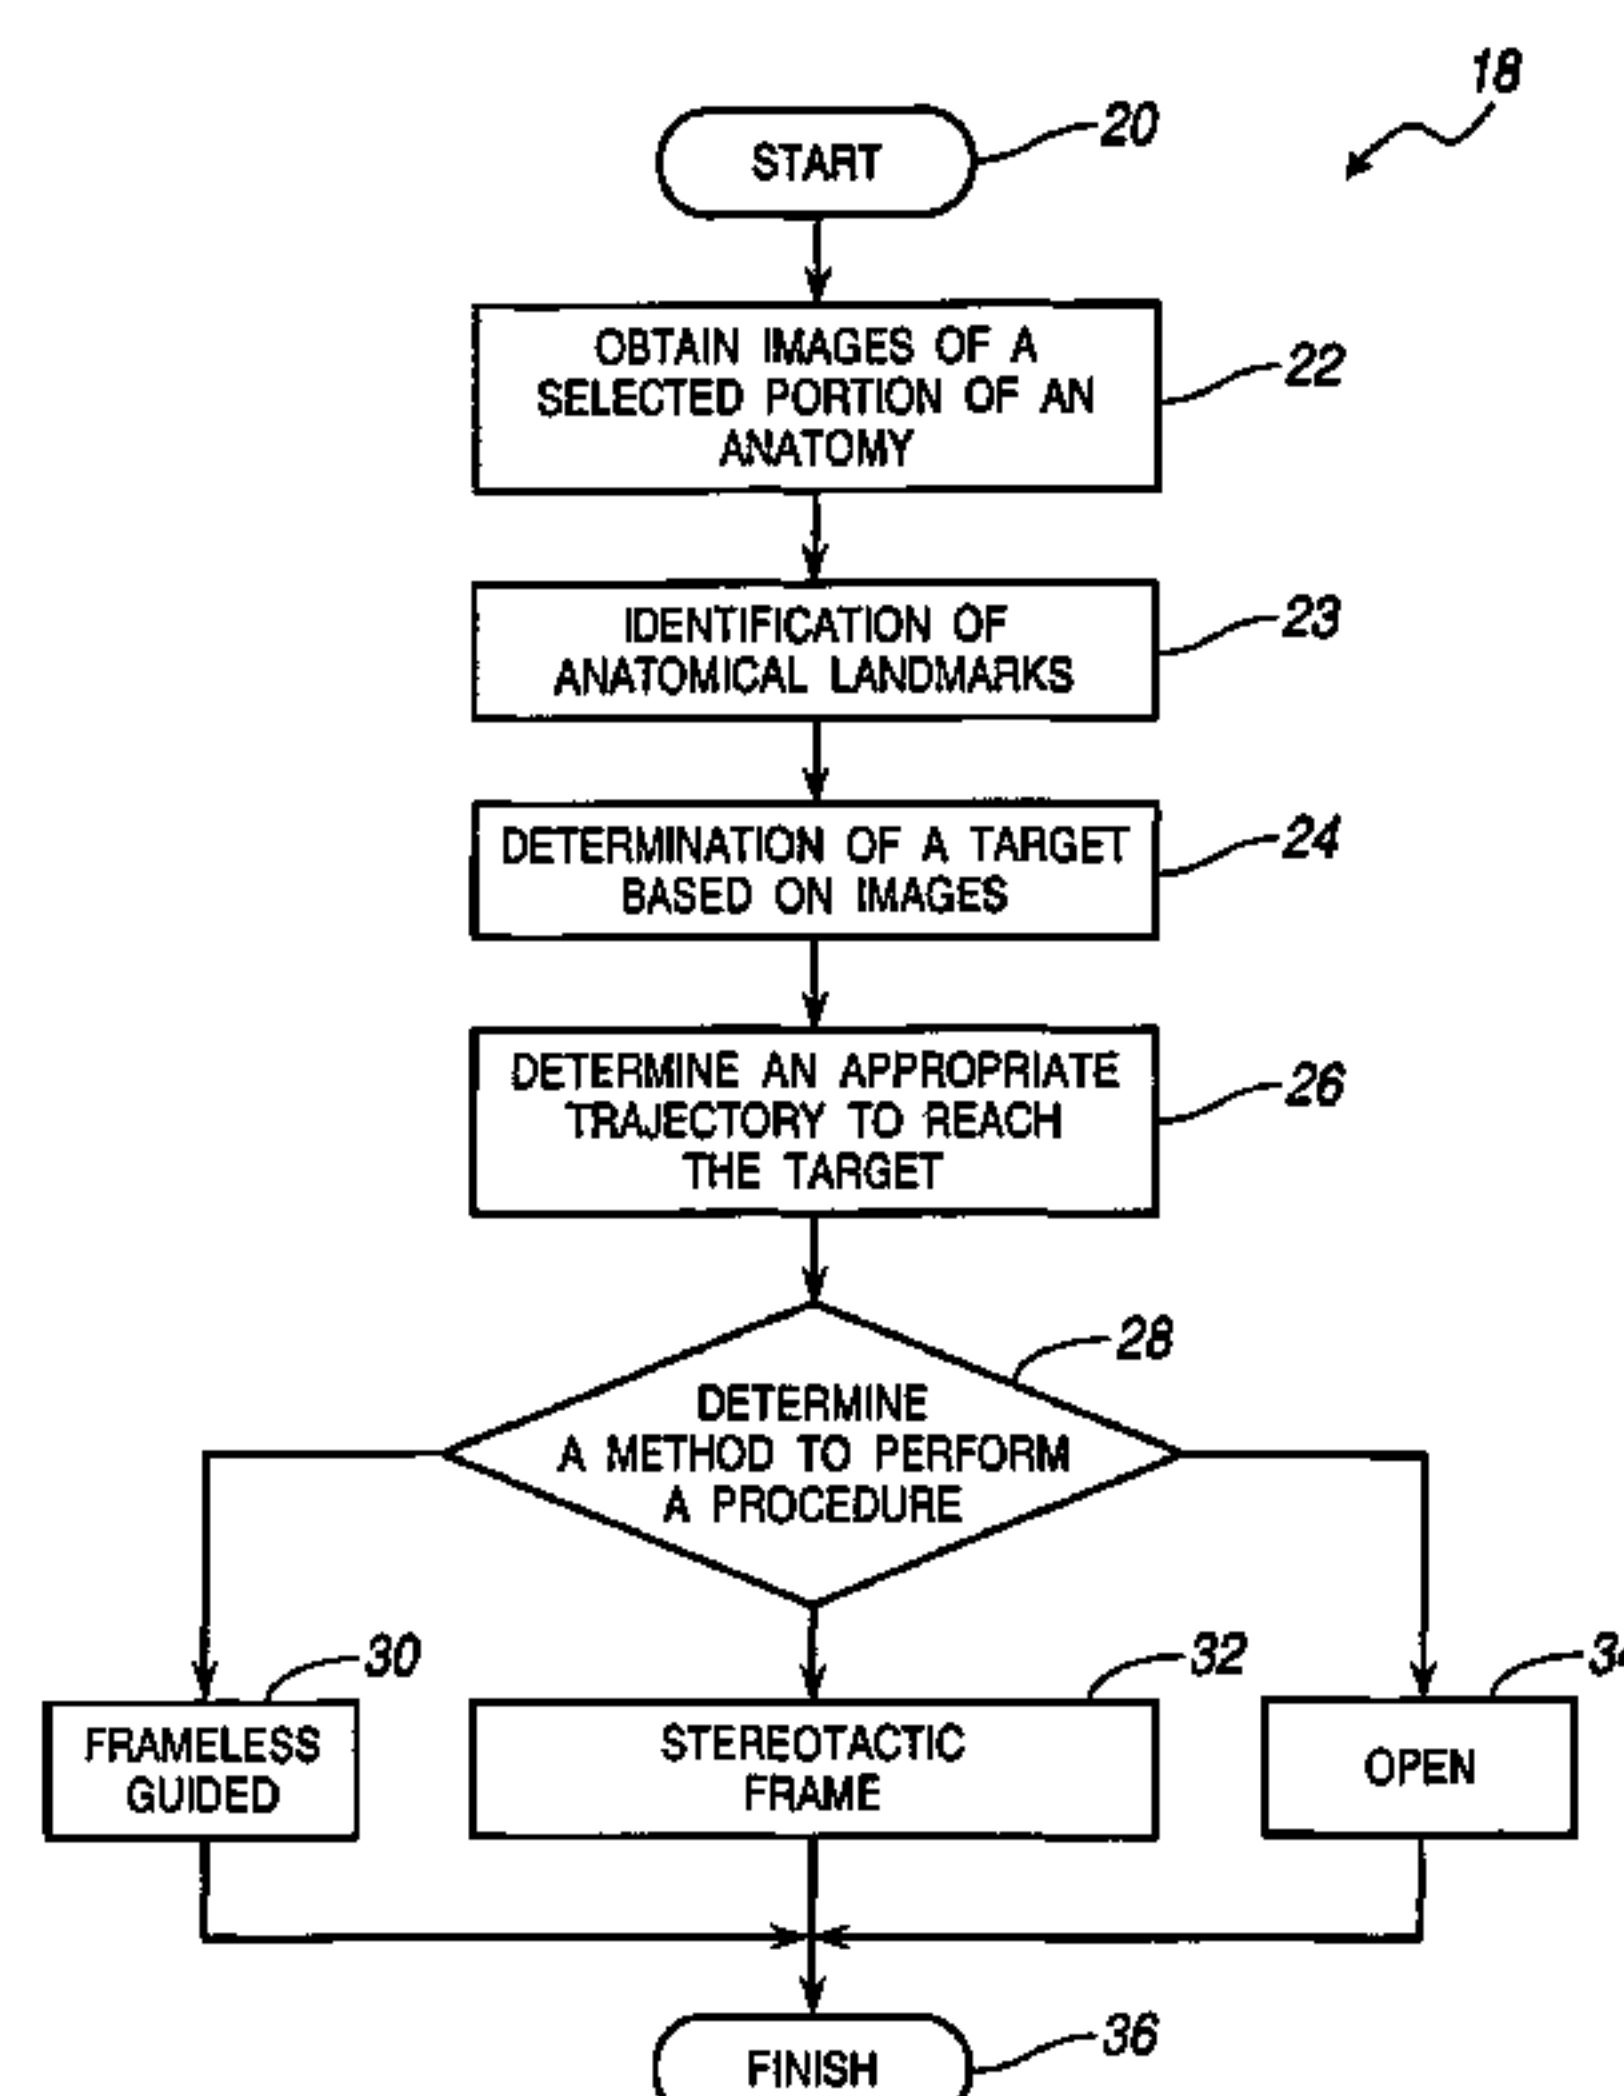 18
START
20
OBTAIN IMAGES OF A
SELECTED PORTION OF AN
ANATOMY
22
IDENTIFICATION OF
ANATOMICAL LANDMARKS
23
DETERMINATION OF A TARGET
BASED ON IMAGES
24
DETERMINE AN APPROPRIATE
TRAJECTORY TO REACH
THE TARGET
26
28
DETERMINE
A METHOD TO PERFORM
A PROCEDURE
30
FRAMELESS
GUIDED
32
STEREOTACTIC
FRAME
OPEN
FINISH
36